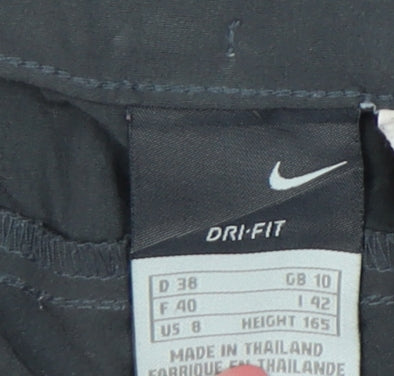 DRI-FIT
D 38 GB 10
F 40 I 42
US 8 HEIGHT 165
MADE IN THAILAND
FABRIQUE EN THAILANDE